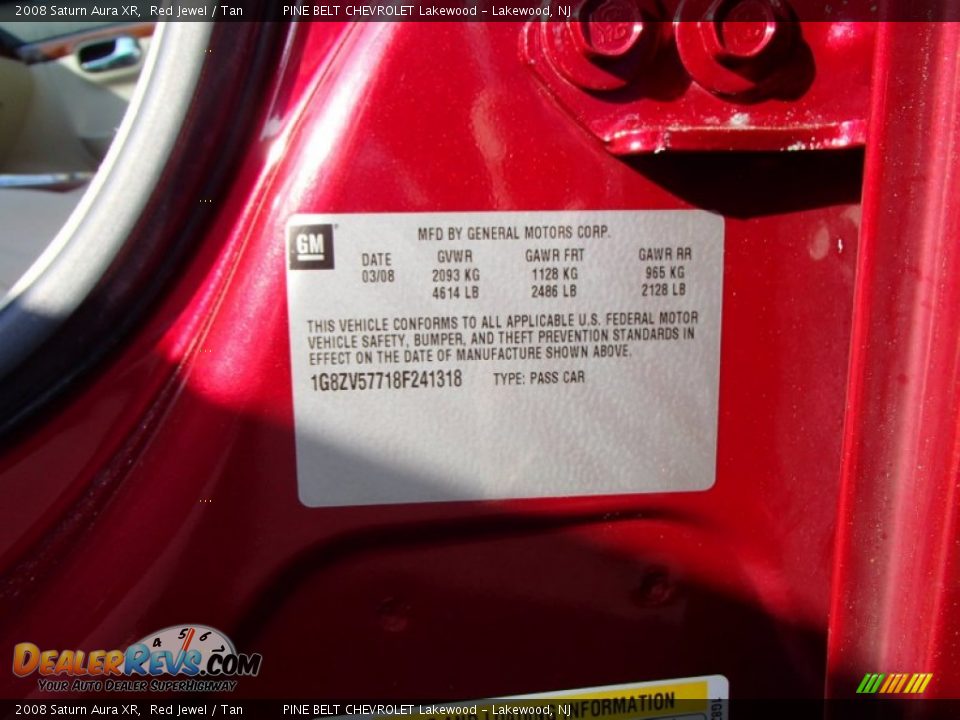 2008 Saturn Aura XR, Red Jewel / Tan PINE BELT CHEVROLET Lakewood - Lakewood, NJ
GM
MFD BY GENERAL MOTORS CORP.
DATE GVWR GAWR FRT GAWR RR
03/08 2093 KG 1128 KG 965 KG
4614 LB 2486 LB 2128 LB
THIS VEHICLE CONFORMS TO ALL APPLICABLE U.S. FEDERAL MOTOR
VEHICLE SAFETY, BUMPER, AND THEFT PREVENTION STANDARDS IN
EFFECT ON THE DATE OF MANUFACTURE SHOWN ABOVE.
1G8ZV57718F241318 TYPE: PASS CAR
4 5 6
DEALERREVS.COM
YOUR AUTO DEALER SUPERHIGHWAY
INFORMATION
2008 Saturn Aura XR, Red Jewel / Tan PINE BELT CHEVROLET Lakewood - Lakewood, NJ